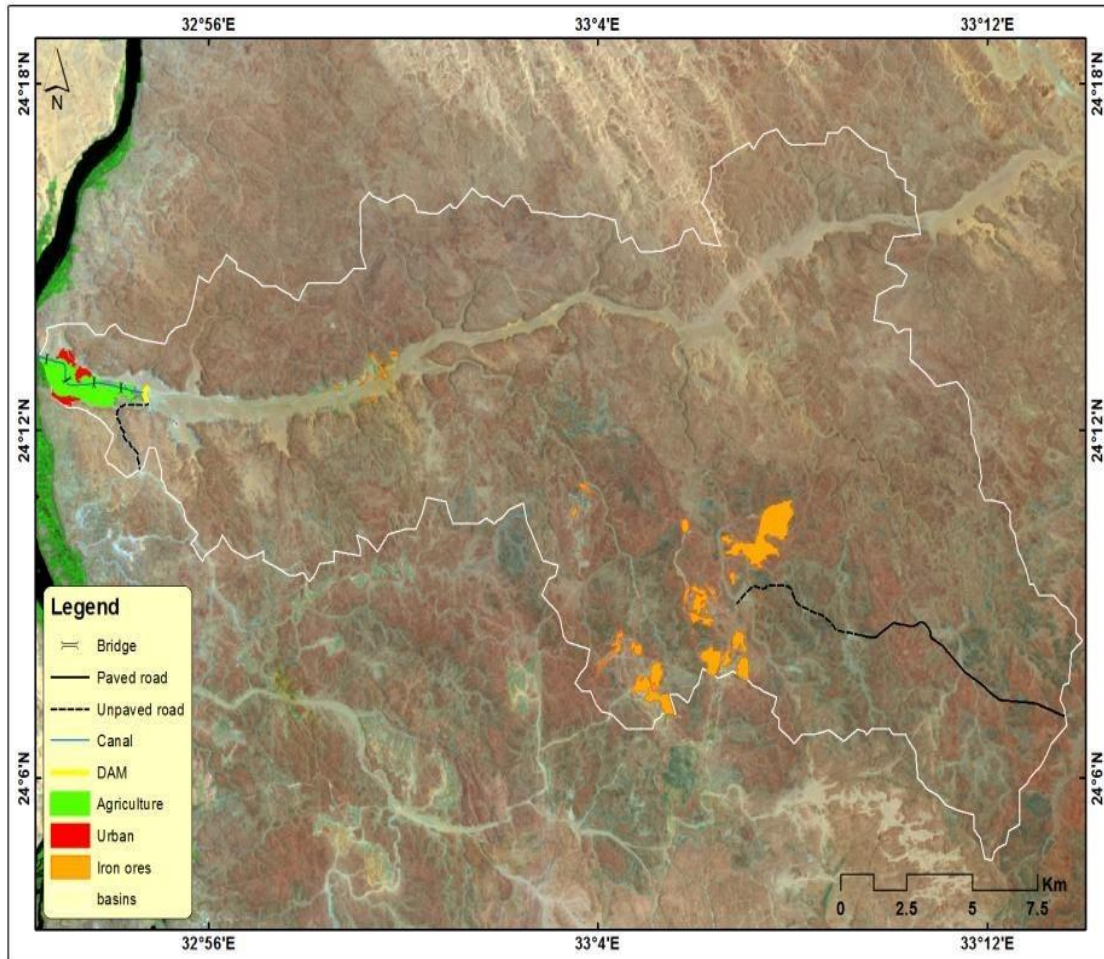 32°56'E 33°4'E 33°12'E
24°18'N 24°18'N
N
24°12'N 24°12'N
Legend
Bridge
Paved road
Unpaved road
Canal
DAM
Agriculture
Urban
Iron ores
basins
24°6'N 24°6'N
Km
0 2.5 5 7.5
32°56'E 33°4'E 33°12'E